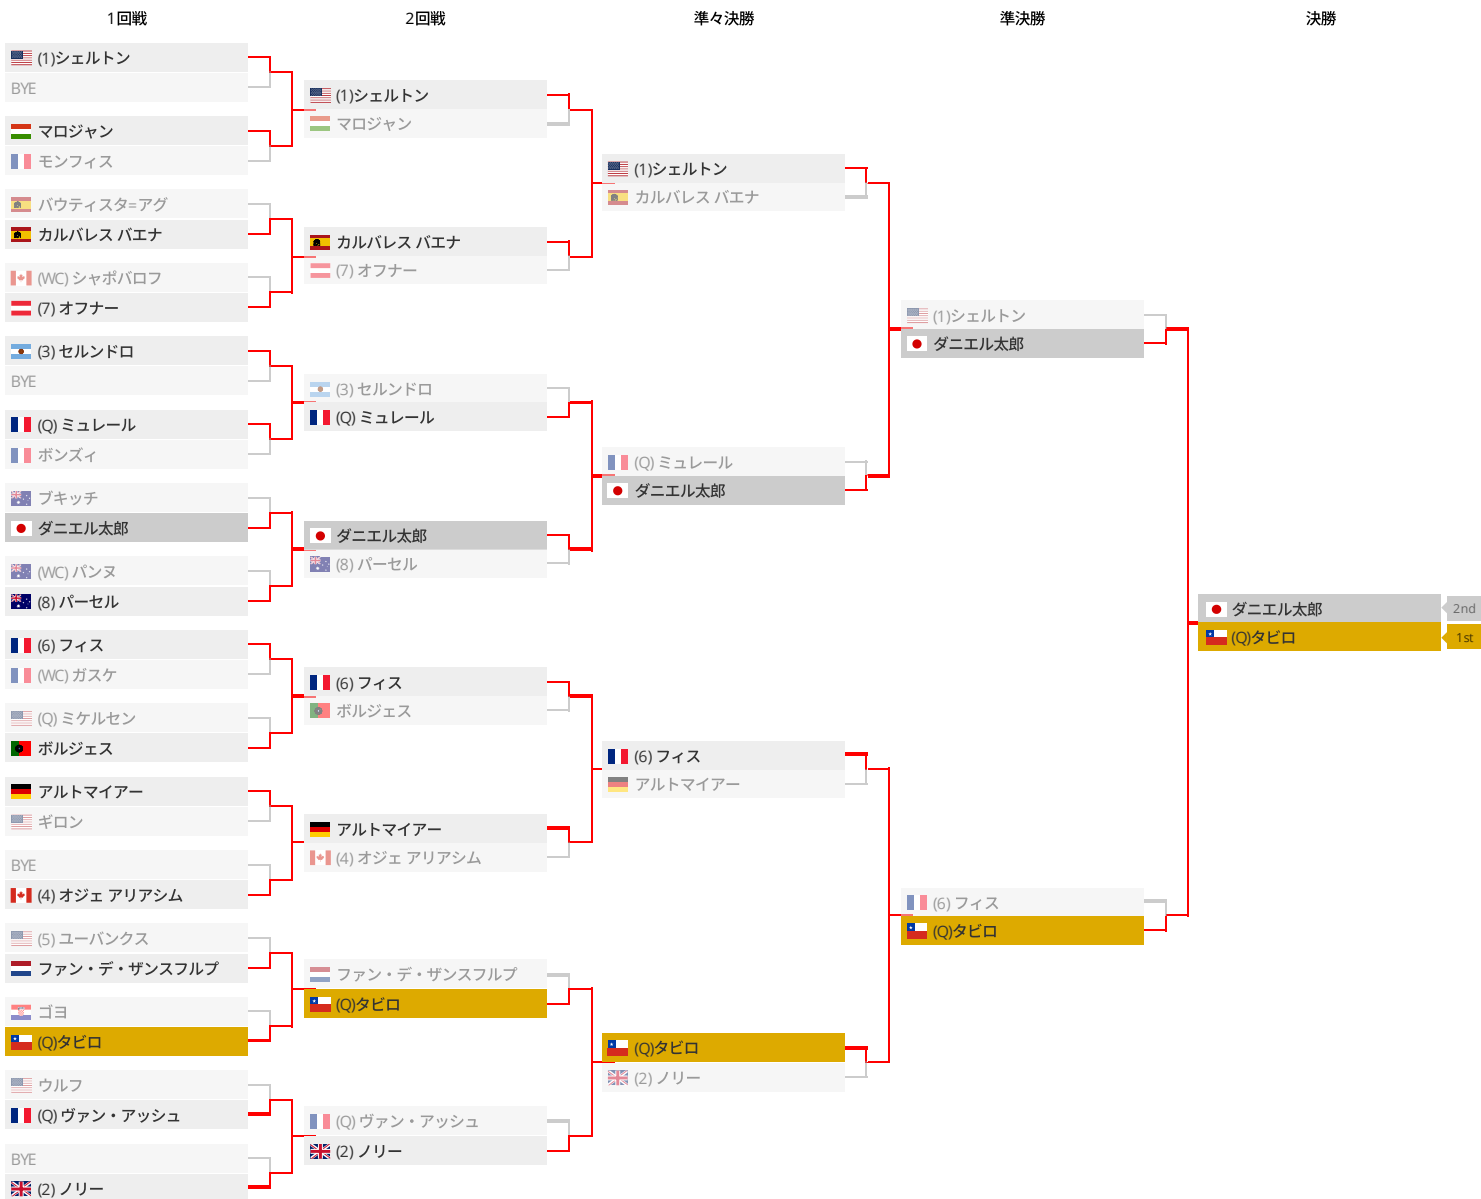 1回戦
2回戦
準々決勝
準決勝
決勝
(1)シェルトン
BYE
マロジャン
モンフィス
バウティスタ=アグ
カルバレス バエナ
(WC) シャポバロフ
(7) オフナー
(3) セルンドロ
BYE
(Q) ミュレール
ボンズィ
ブキッチ
ダニエル太郎
(WC) パンヌ
(8) パーセル
(6) フィス
(WC) ガスケ
(Q) ミケルセン
ボルジェス
アルトマイアー
ギロン
BYE
(4) オジェ アリアシム
(5) ユーバンクス
ファン・デ・ザンスフルプ
ゴヨ
(Q)タビロ
ウルフ
(Q) ヴァン・アッシュ
BYE
(2) ノリー
(1)シェルトン
マロジャン
カルバレス バエナ
(7) オフナー
(3) セルンドロ
(Q) ミュレール
ダニエル太郎
(8) パーセル
(6) フィス
ボルジェス
アルトマイアー
(4) オジェ アリアシム
ファン・デ・ザンスフルプ
(Q)タビロ
(Q) ヴァン・アッシュ
(2) ノリー
(1)シェルトン
カルバレス バエナ
(Q) ミュレール
ダニエル太郎
(6) フィス
アルトマイアー
(Q)タビロ
(2) ノリー
(1)シェルトン
ダニエル太郎
(6) フィス
(Q)タビロ
ダニエル太郎
2nd
(Q)タビロ
1st